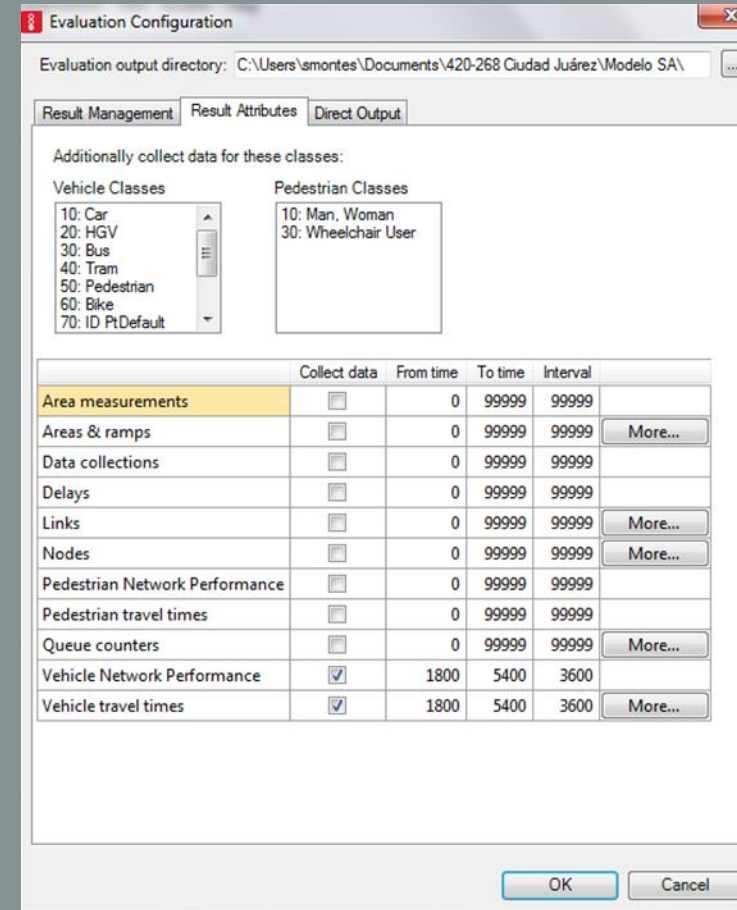 Evaluation Configuration
X
Evaluation output directory: C:\Users\smontes\Documents\420-268 Ciudad Juárez\Modelo SA\ ...
Result Management Result Attributes Direct Output
Additionally collect data for these classes:
Vehicle Classes Pedestrian Classes
10: Car 10: Man, Woman
20: HGV 30: Wheelchair User
30: Bus
40: Tram
50: Pedestrian
60: Bike
70: ID PtDefault
Collect data From time To time Interval
Area measurements 0 99999 99999
Areas & ramps 0 99999 99999 More...
Data collections 0 99999 99999
Delays 0 99999 99999
Links 0 99999 99999 More...
Nodes 0 99999 99999 More...
Pedestrian Network Performance 0 99999 99999
Pedestrian travel times 0 99999 99999
Queue counters 0 99999 99999 More...
Vehicle Network Performance 1800 5400 3600
Vehicle travel times 1800 5400 3600 More...
OK Cancel